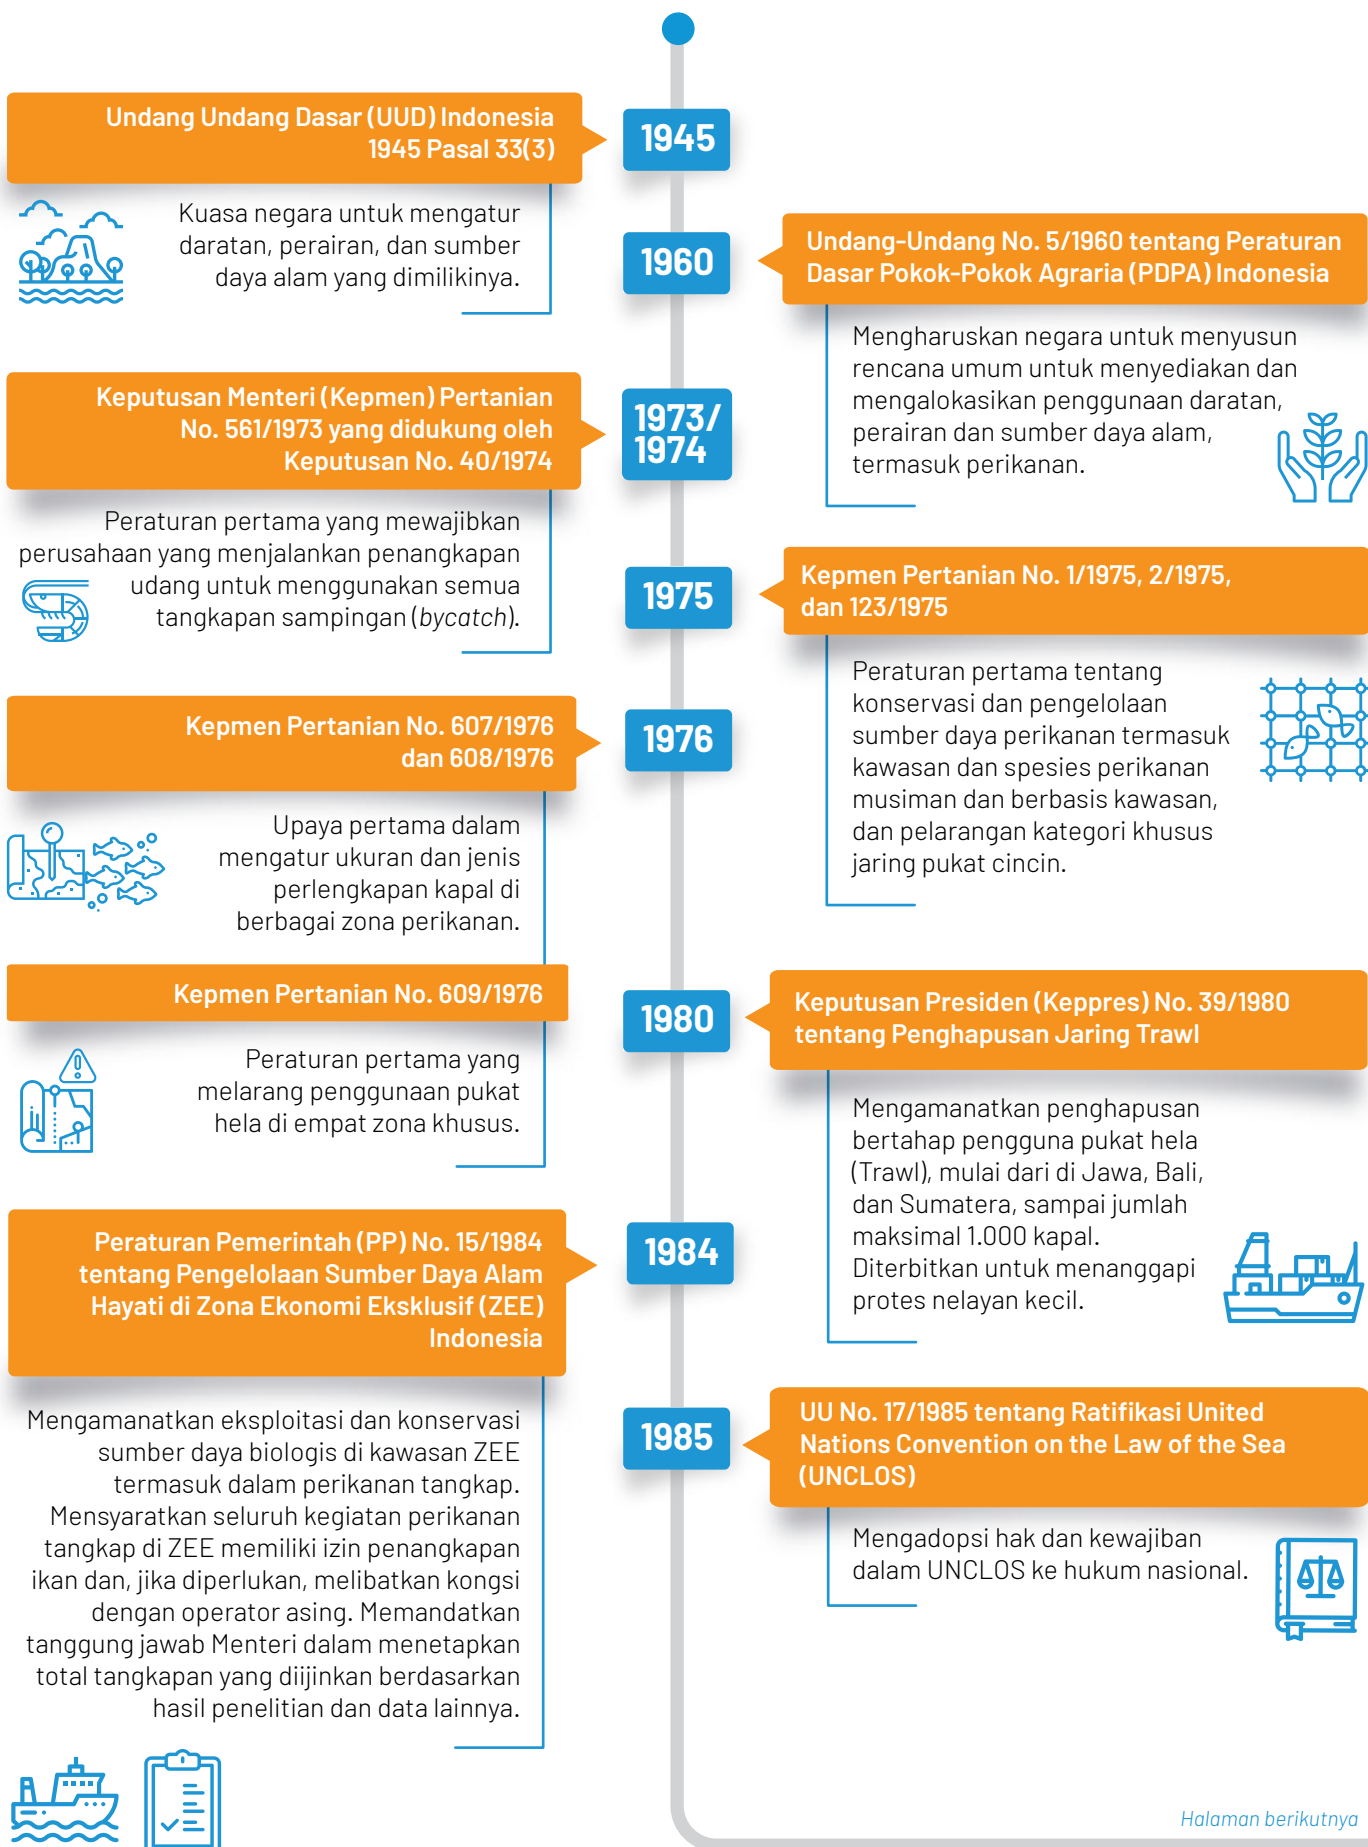 1945
Undang Undang Dasar (UUD) Indonesia
1945 Pasal 33(3)
Kuasa negara untuk mengatur
daratan, perairan, dan sumber
daya alam yang dimilikinya.
1960
Undang-Undang No. 5/1960 tentang Peraturan
Dasar Pokok-Pokok Agraria (PDPA) Indonesia
Mengharuskan negara untuk menyusun
rencana umum untuk menyediakan dan
mengalokasikan penggunaan daratan,
perairan dan sumber daya alam,
termasuk perikanan.
1973/
1974
Keputusan Menteri (Kepmen) Pertanian
No. 561/1973 yang didukung oleh
Keputusan No. 40/1974
Peraturan pertama yang mewajibkan
perusahaan yang menjalankan penangkapan
udang untuk menggunakan semua
tangkapan sampingan (bycatch).
1975
Kepmen Pertanian No. 1/1975, 2/1975,
dan 123/1975
Peraturan pertama tentang
konservasi dan pengelolaan
sumber daya perikanan termasuk
kawasan dan spesies perikanan
musiman dan berbasis kawasan,
dan pelarangan kategori khusus
jaring pukat cincin.
1976
Kepmen Pertanian No. 607/1976
dan 608/1976
Upaya pertama dalam
mengatur ukuran dan jenis
perlengkapan kapal di
berbagai zona perikanan.
Kepmen Pertanian No. 609/1976
Peraturan pertama yang
melarang penggunaan pukat
hela di empat zona khusus.
1980
Keputusan Presiden (Keppres) No. 39/1980
tentang Penghapusan Jaring Trawl
Mengamanatkan penghapusan
bertahap pengguna pukat hela
(Trawl), mulai dari di Jawa, Bali,
dan Sumatera, sampai jumlah
maksimal 1.000 kapal.
Diterbitkan untuk menanggapi
protes nelayan kecil.
1984
Peraturan Pemerintah (PP) No. 15/1984
tentang Pengelolaan Sumber Daya Alam
Hayati di Zona Ekonomi Eksklusif (ZEE)
Indonesia
Mengamanatkan eksploitasi dan konservasi
sumber daya biologis di kawasan ZEE
termasuk dalam perikanan tangkap.
Mensyaratkan seluruh kegiatan perikanan
tangkap di ZEE memiliki izin penangkapan
ikan dan, jika diperlukan, melibatkan kongsi
dengan operator asing. Memandatkan
tanggung jawab Menteri dalam menetapkan
total tangkapan yang diijinkan berdasarkan
hasil penelitian dan data lainnya.
1985
UU No. 17/1985 tentang Ratifikasi United
Nations Convention on the Law of the Sea
(UNCLOS)
Mengadopsi hak dan kewajiban
dalam UNCLOS ke hukum nasional.
Halaman berikutnya